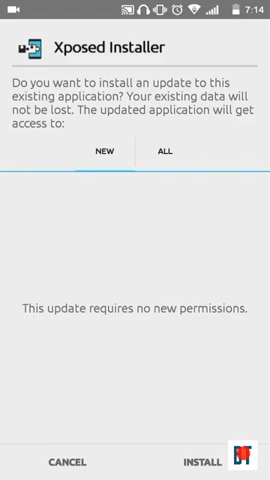 7:14
Xposed Installer
Do you want to install an update to this
existing application? Your existing data will
not be lost. The updated application will get
access to:
NEW
ALL
This update requires no new permissions.
CANCEL
INSTALL